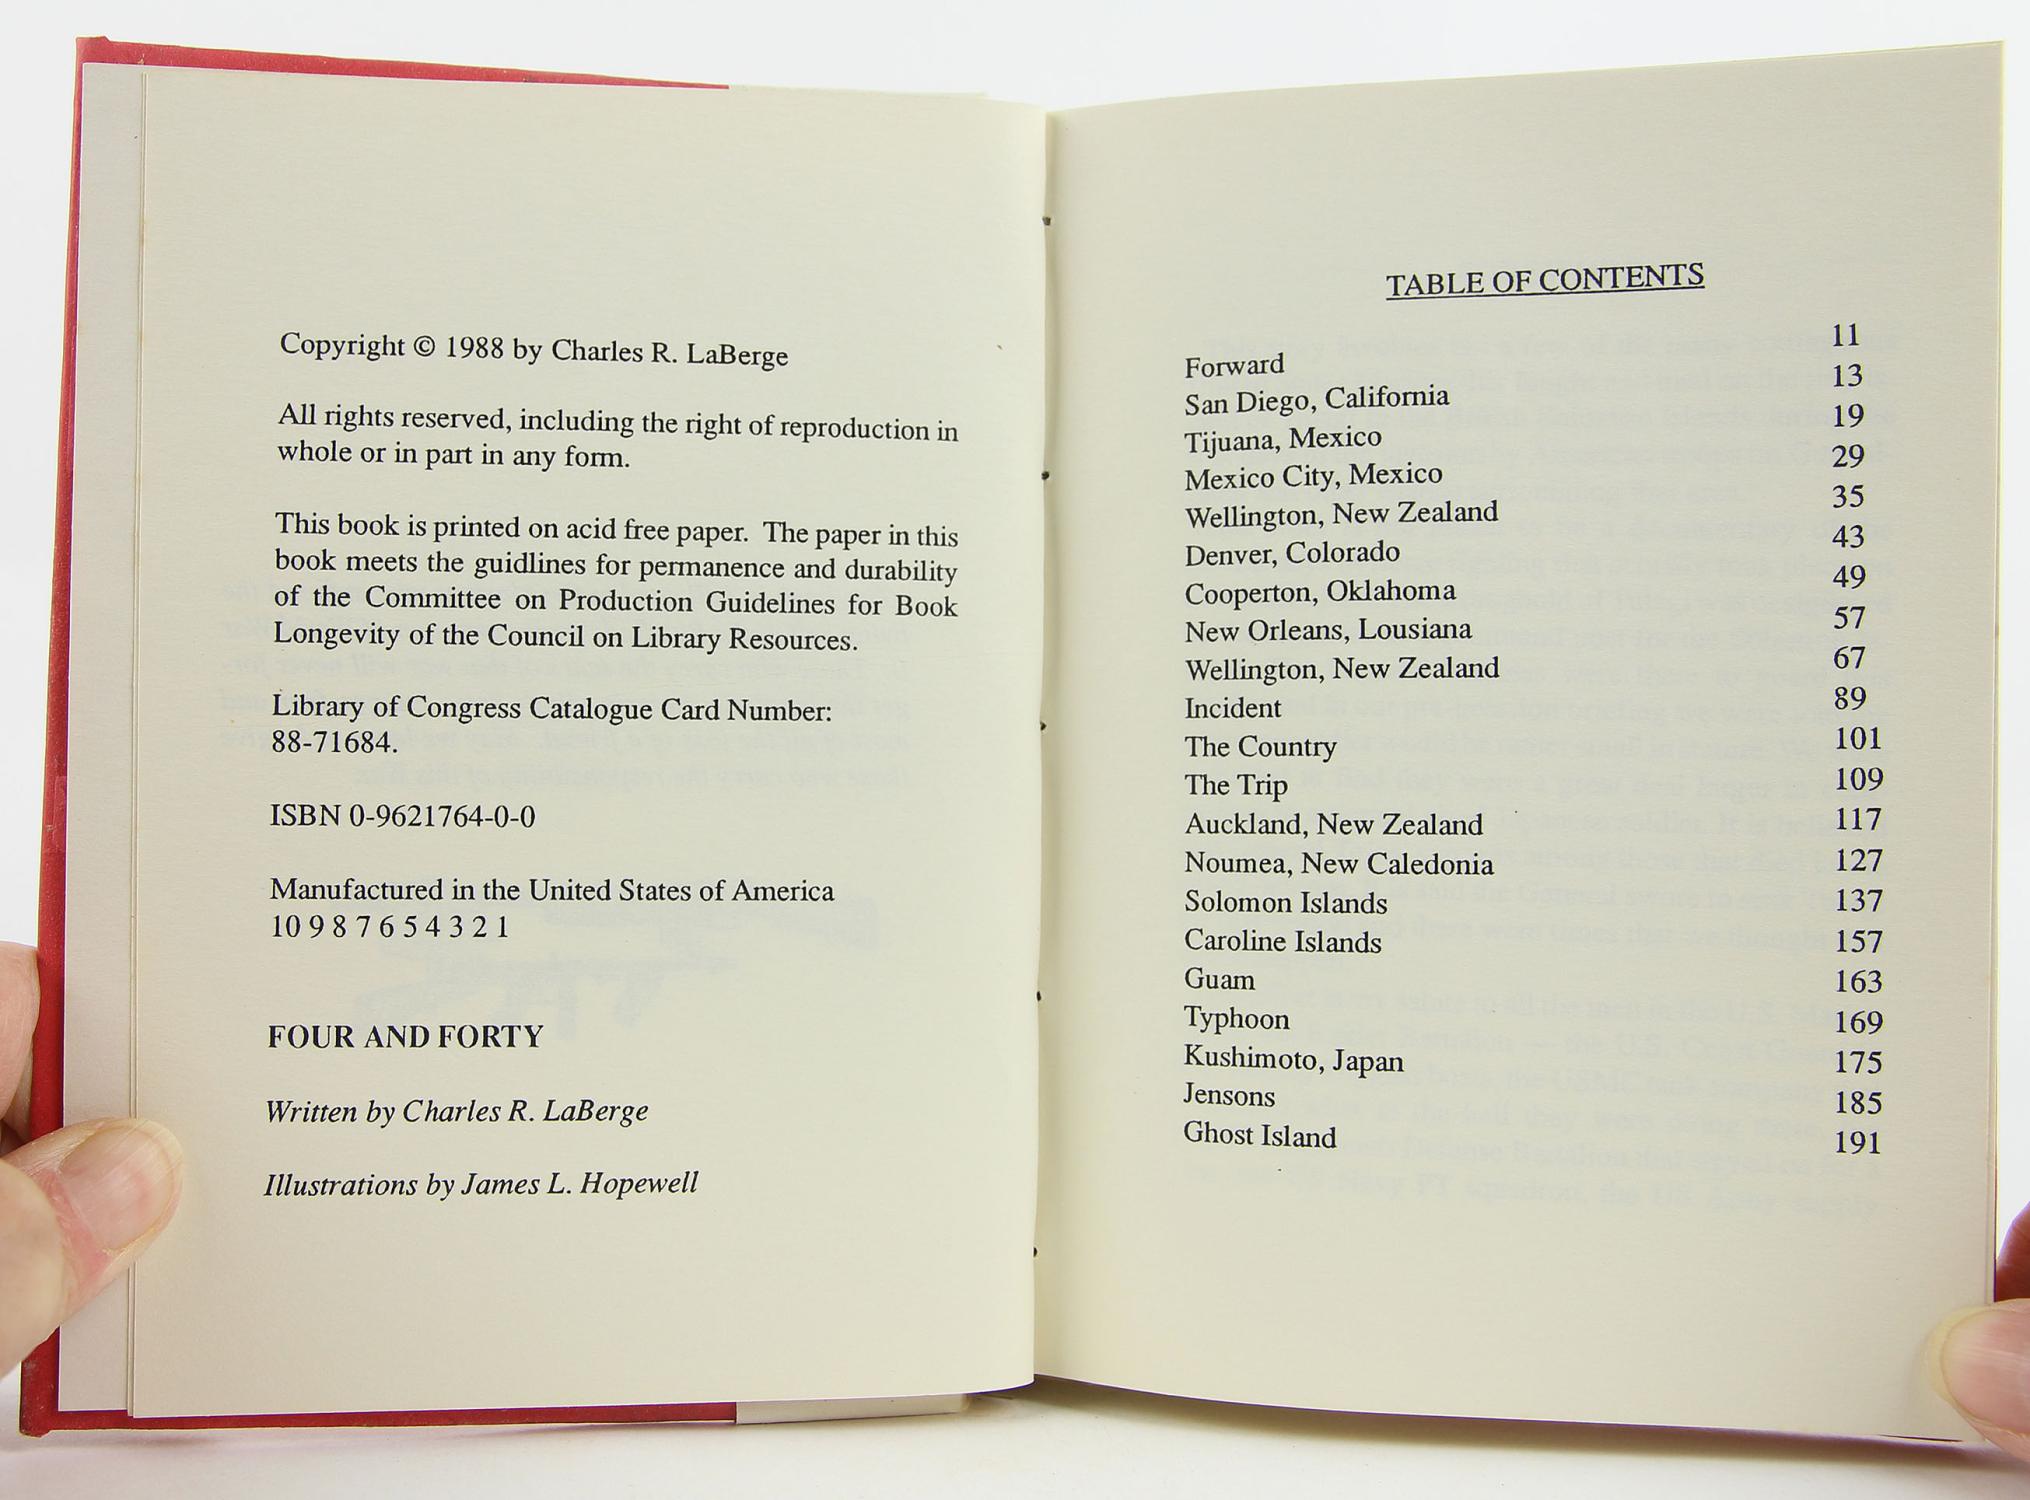 Copyright © 1988 by Charles R. LaBerge
All rights reserved, including the right of reproduction in
whole or in part in any form.
This book is printed on acid free paper. The paper in this
book meets the guidlines for permanence and durability
of the Committee on Production Guidelines for Book
Longevity of the Council on Library Resources.
Library of Congress Catalogue Card Number:
88-71684.
ISBN 0-9621764-0-0
Manufactured in the United States of America
10 9 8 7 6 5 4 3 2 1
FOUR AND FORTY
Written by Charles R. LaBerge
Illustrations by James L. Hopewell
TABLE OF CONTENTS
Forward 11
San Diego, California 13
Tijuana, Mexico 19
Mexico City, Mexico 29
Wellington, New Zealand 35
Denver, Colorado 43
Cooperton, Oklahoma 49
New Orleans, Lousiana 57
Wellington, New Zealand 67
Incident 89
The Country 101
The Trip 109
Auckland, New Zealand 117
Noumea, New Caledonia 127
Solomon Islands 137
Caroline Islands 157
Guam 163
Typhoon 169
Kushimoto, Japan 175
Jensons 185
Ghost Island 191